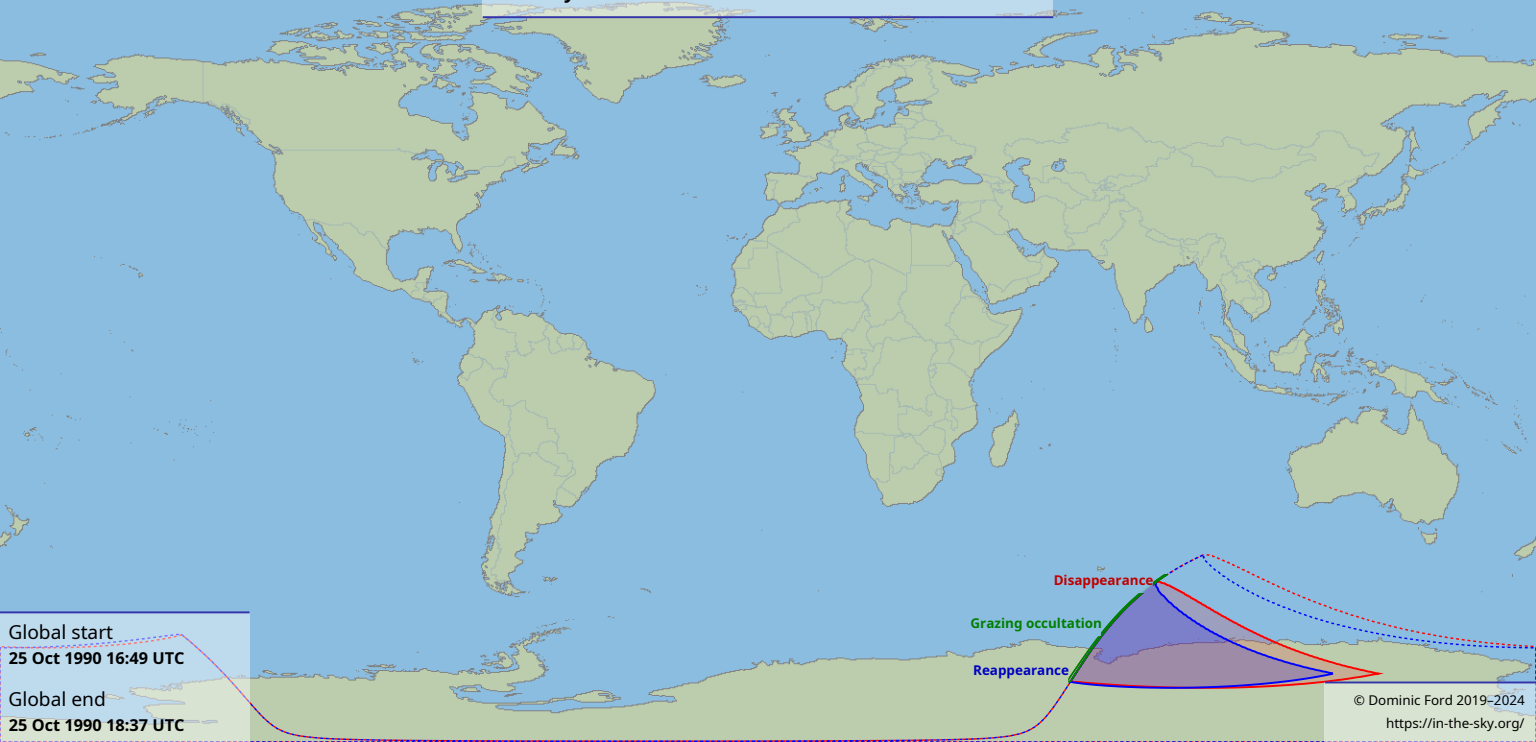 Disappearance
Grazing occultation
Reappearance
Global start
25 Oct 1990 16:49 UTC
Global end
25 Oct 1990 18:37 UTC
© Dominic Ford 2019–2024
https://in-the-sky.org/